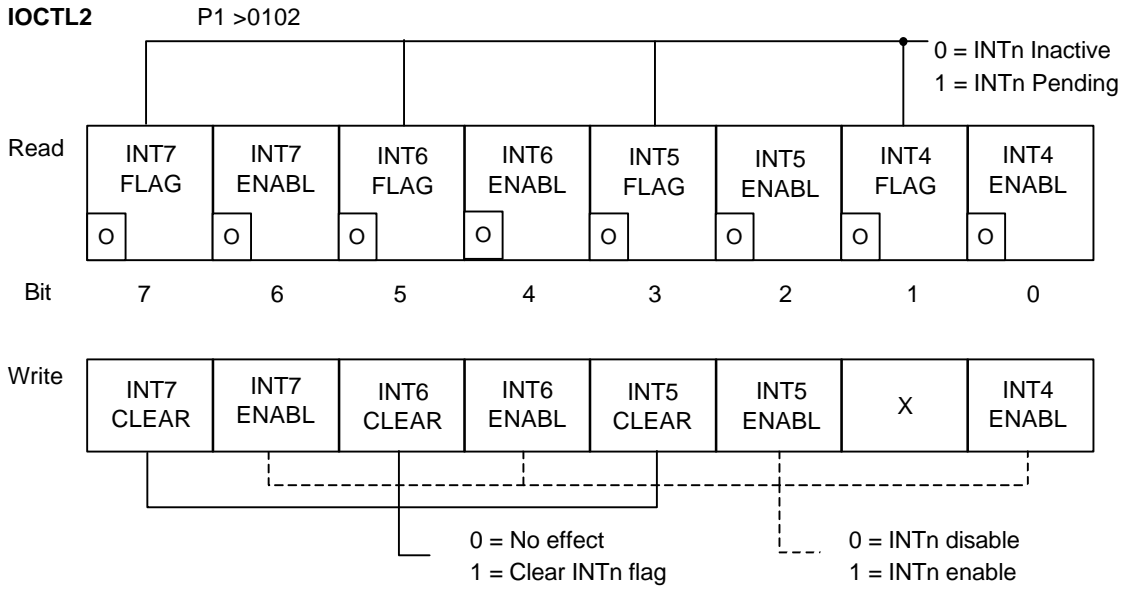 IOCTL2 P1 >0102
0 = INTn Inactive
1 = INTn Pending
Read
INT7 FLAG
INT7 ENABL
INT6 FLAG
INT6 ENABL
INT5 FLAG
INT5 ENABL
INT4 FLAG
INT4 ENABL
O O O O O O O O
Bit 7 6 5 4 3 2 1 0
Write
INT7 CLEAR
INT7 ENABL
INT6 CLEAR
INT6 ENABL
INT5 CLEAR
INT5 ENABL
X
INT4 ENABL
0 = No effect
1 = Clear INTn flag
0 = INTn disable
1 = INTn enable